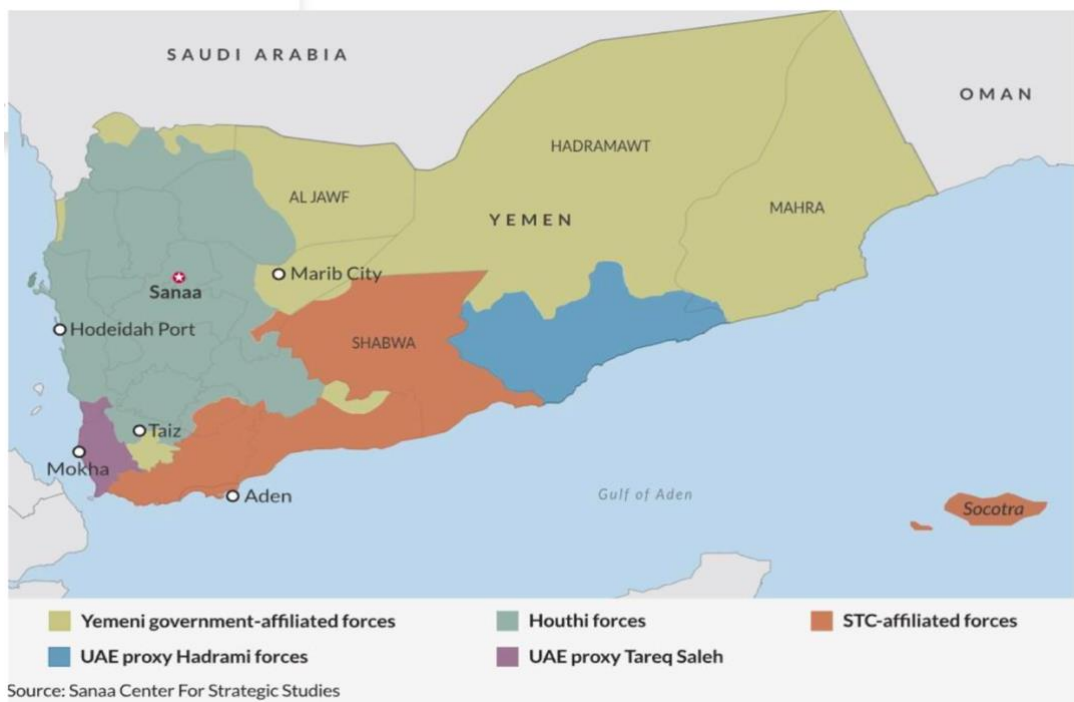 SAUDI ARABIA
OMAN
HADRAMAWT
AL JAWF
MAHRA
YEMEN
Marib City
Sanaa
Hodeidah Port
SHABWA
Taiz
Mokha
Aden
Gulf of Aden
Socotra
Yemeni government-affiliated forces
Houthi forces
STC-affiliated forces
UAE proxy Hadrami forces
UAE proxy Tareq Saleh
Source: Sanaa Center For Strategic Studies